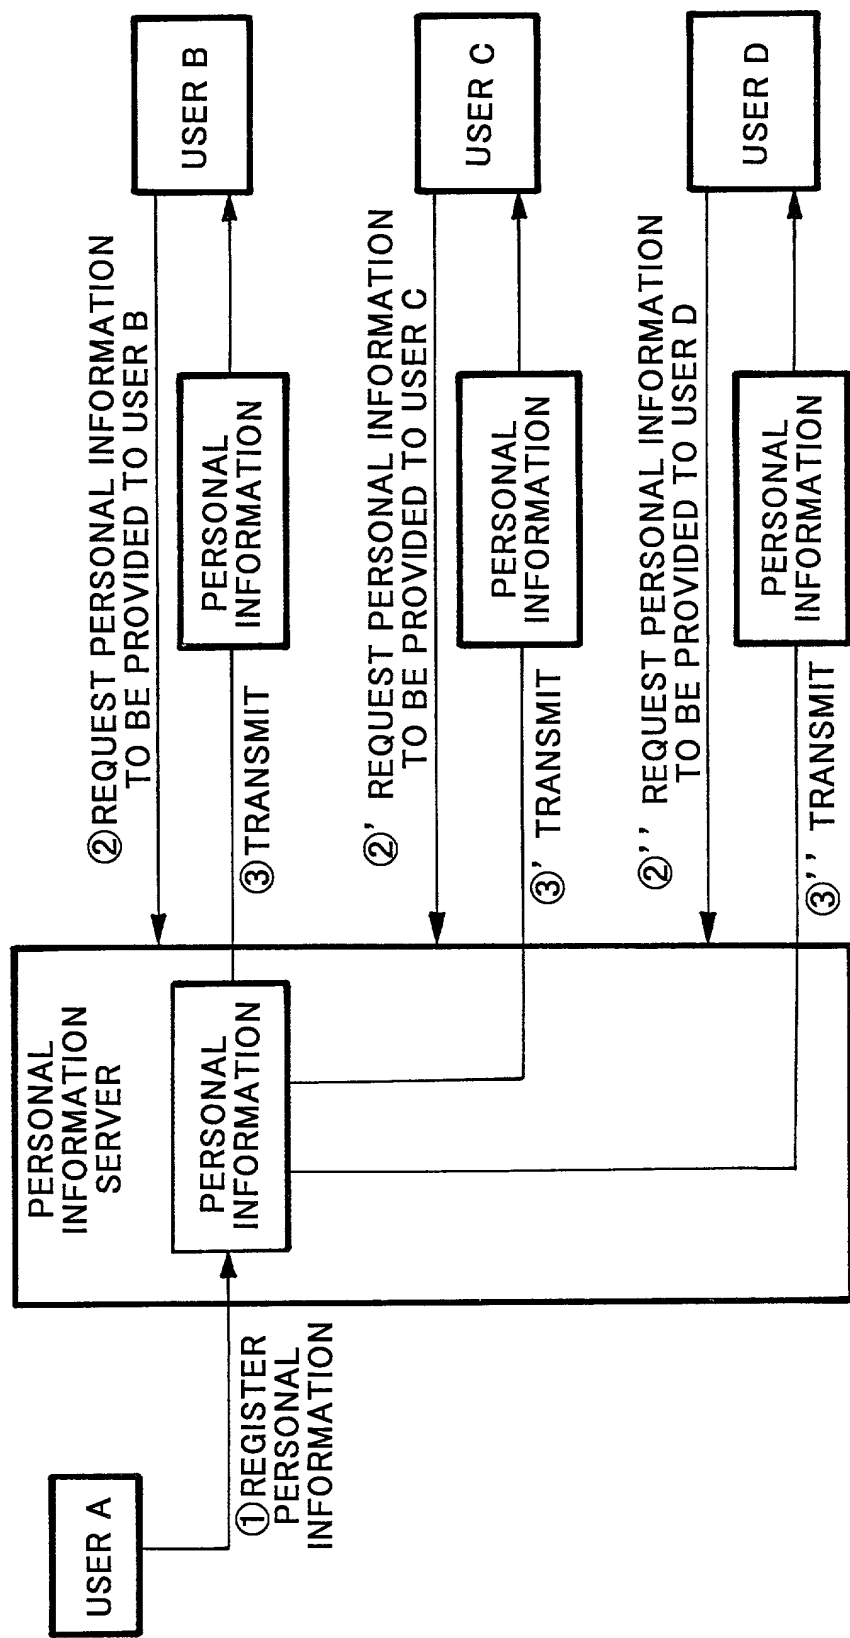 USER A
①REGISTER
PERSONAL
INFORMATION
PERSONAL
INFORMATION
SERVER
PERSONAL
INFORMATION
②REQUEST PERSONAL INFORMATION
TO BE PROVIDED TO USER B
③TRANSMIT
PERSONAL
INFORMATION
USER B
②' REQUEST PERSONAL INFORMATION
TO BE PROVIDED TO USER C
③' TRANSMIT
PERSONAL
INFORMATION
USER C
②'' REQUEST PERSONAL INFORMATION
TO BE PROVIDED TO USER D
③'' TRANSMIT
PERSONAL
INFORMATION
USER D